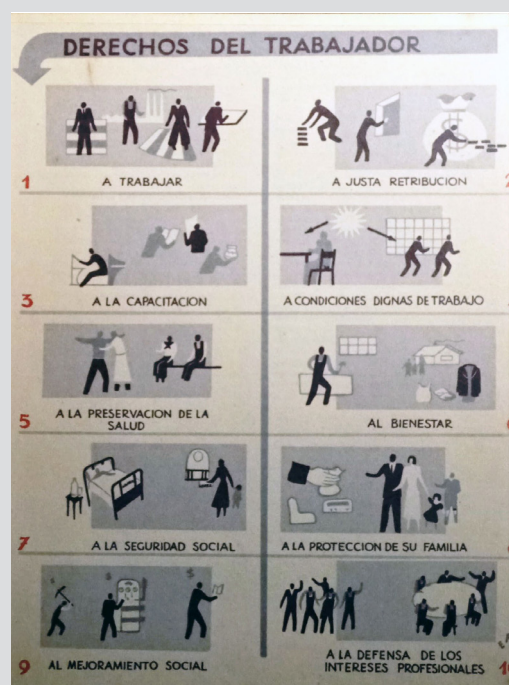 DERECHOS DEL TRABAJADOR
1
A TRABAJAR
2
A JUSTA RETRIBUCION
3
A LA CAPACITACION
A CONDICIONES DIGNAS DE TRABAJO
5
A LA PRESERVACION DE LA
SALUD
AL BIENESTAR
7
A LA SEGURIDAD SOCIAL
A LA PROTECCION DE SU FAMILIA
$ $ $
9
AL MEJORAMIENTO SOCIAL
10
A LA DEFENSA DE LOS
INTERESES PROFESIONALES